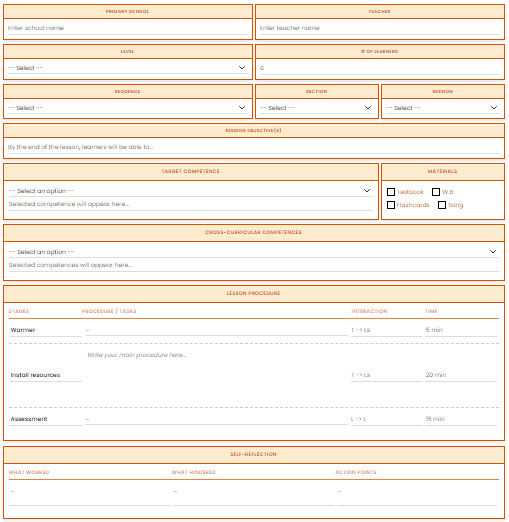 PRIMARY SCHOOL
TEACHER
Enter school name
Enter teacher name
LEVEL
# OF LEARNERS
-- Select --
0
SEQUENCE
SECTION
SESSION
-- Select --
-- Select --
-- Select --
SESSION OBJECTIVE(S)
By the end of the lesson, learners will be able to...
TARGET COMPETENCE
MATERIALS
-- Select an option --
Textbook W.B
Selected competence will appear here...
Flashcards Song
CROSS-CURRICULAR COMPETENCES
-- Select an option --
Selected competences will appear here...
LESSON PROCEDURE
STAGES PROCEDURE / TASKS INTERACTION TIME
Warmer ... T -> Ls 5 min
Write your main procedure here...
Install resources T -> Ls 20 min
Assessment ... L > L 15 min
SELF-REFLECTION
WHAT WORKED WHAT HINDERED ACTION POINTS
... ... ...